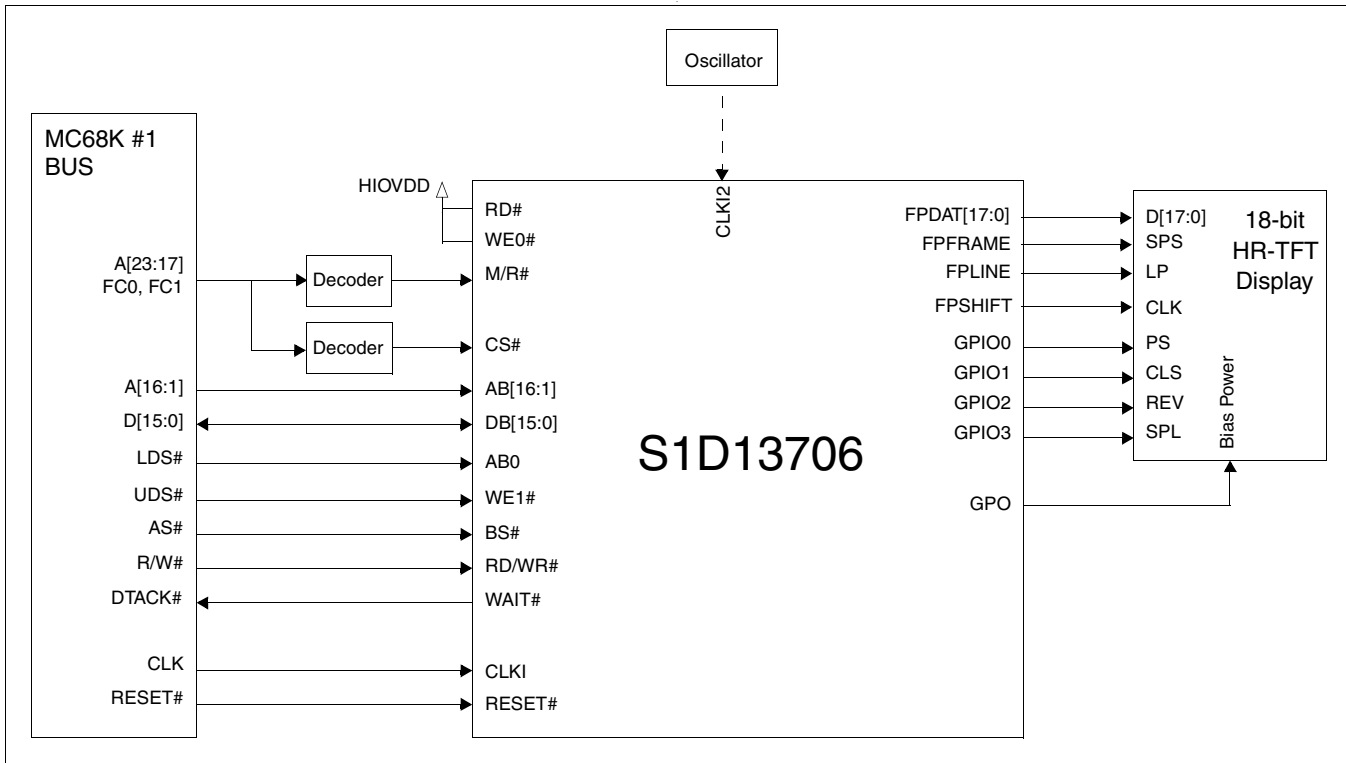 Oscillator
MC68K #1
BUS
A[23:17]
FC0, FC1
A[16:1]
D[15:0]
LDS#
UDS#
AS#
R/W#
DTACK#
CLK
RESET#
HIOVDD
Decoder
Decoder
RD#
WE0#
M/R#
CS#
AB[16:1]
DB[15:0]
AB0
WE1#
BS#
RD/WR#
WAIT#
CLKI
RESET#
CLKI2
S1D13706
FPDAT[17:0]
FPFRAME
FPLINE
FPSHIFT
GPIO0
GPIO1
GPIO2
GPIO3
GPO
D[17:0]
SPS
LP
CLK
PS
CLS
REV
SPL
18-bit
HR-TFT
Display
Bias Power